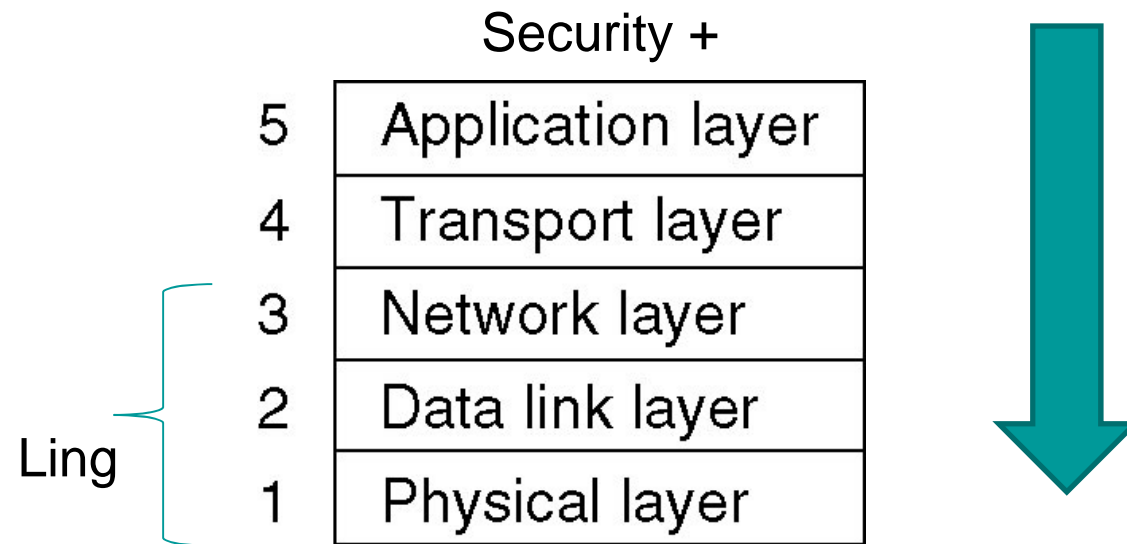 Security +
5 Application layer
4 Transport layer
3 Network layer
2 Data link layer
Ling
1 Physical layer